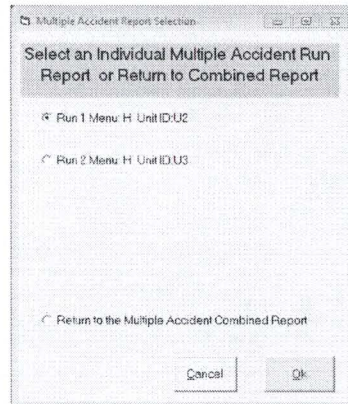 Multiple Accident Report Selection
Select an Individual Multiple Accident Run
Report or Return to Combined Report
Run 1 Menu: H Unit ID:U2
Run 2 Menu: H Unit ID:U3
Return to the Multiple Accident Combined Report
Cancel
Ok